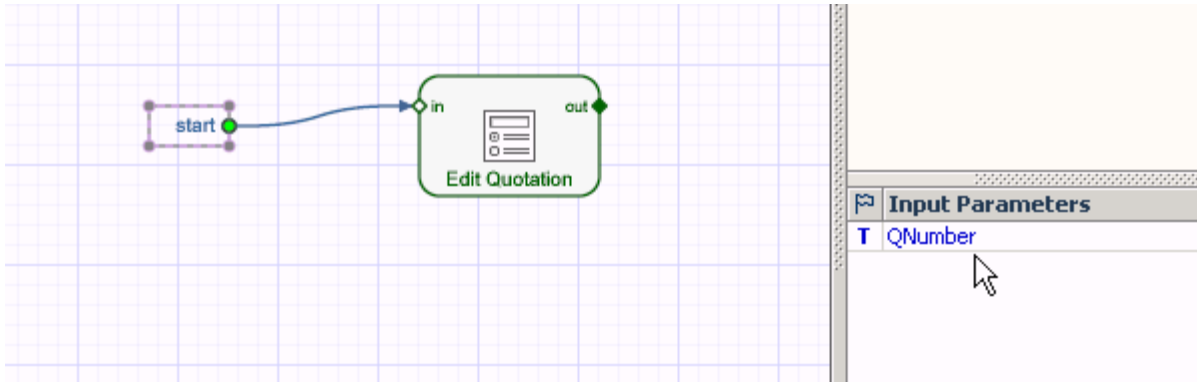 start
in
out
Edit Quotation
Input Parameters
T QNumber